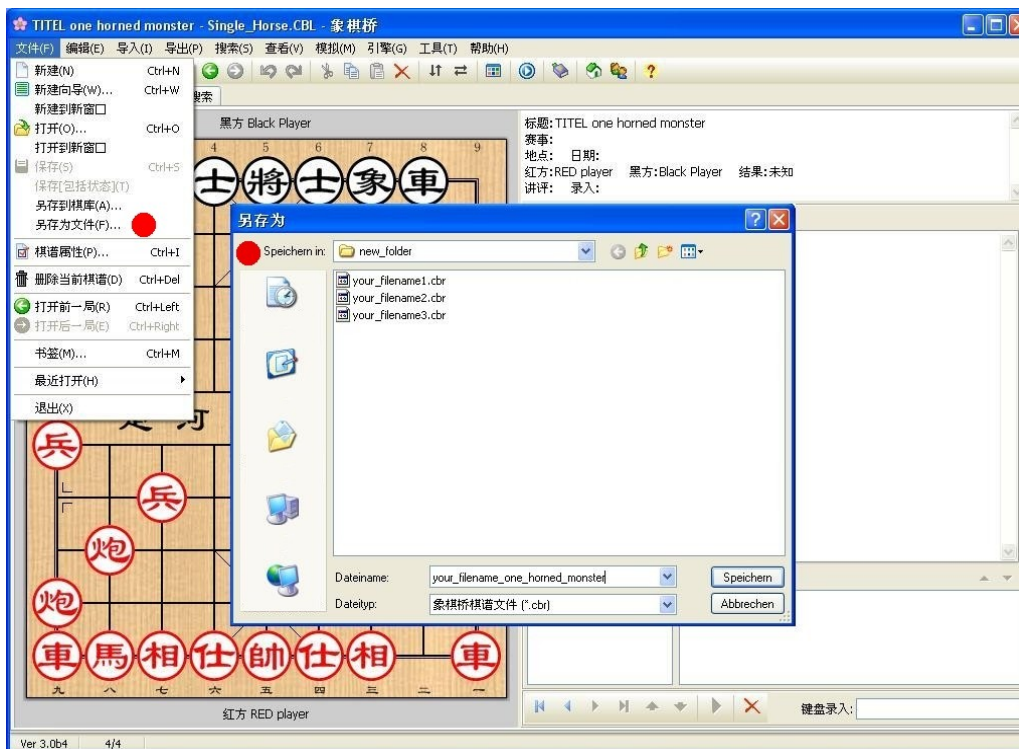 TITEL one horned monster - Single_Horse.CBL - 象棋桥
文件(F) 编辑(E) 导入(I) 导出(P) 搜索(S) 查看(V) 模拟(M) 引擎(G) 工具(T) 帮助(H)
新建(N) Ctrl+N
新建向导(W)... Ctrl+W
新建到新窗口
打开(O)... Ctrl+O
打开到新窗口
保存(S) Ctrl+S
保存[包括状态](T)
另存到棋库(A)...
另存为文件(F)...
棋谱属性(P)... Ctrl+I
删除当前棋谱(D) Ctrl+Del
打开前一局(R) Ctrl+Left
打开后一局(E) Ctrl+Right
书签(M)... Ctrl+M
最近打开(H)
退出(X)
搜索
黑方 Black Player
4 5 6 7 8 9
士 將 士 象 車
标题:TITEL one horned monster
赛事:
地点: 日期:
红方:RED player 黑方:Black Player 结果:未知
讲评: 录入:
另存为
Speichern in: new_folder
your_filename1.cbr
your_filename2.cbr
your_filename3.cbr
Dateiname: your_filename_one_horned_monster Speichern
Dateityp: 象棋桥棋谱文件 (*.cbr) Abbrechen
楚 河
兵
兵
炮
炮
車 馬 相 仕 帥 仕 相 車
九 八 七 六 五 四 三 二 一
红方 RED player
键盘录入:
Ver 3.0b4 4/4